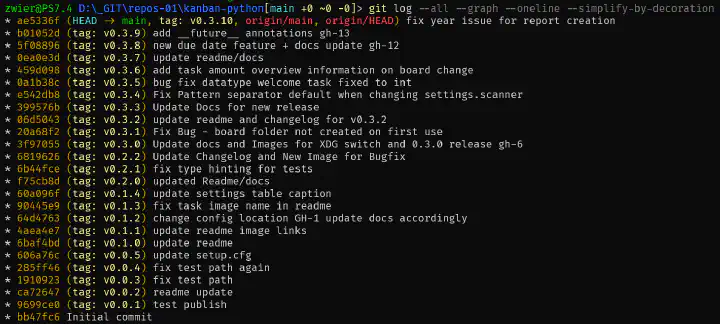 zwier@PS7.4 D:\_GIT\repos-01\kanban-python[main +0 ~0 -0]> git log --all --graph --oneline --simplify-by-decoration
* ae5336f (HEAD → main, tag: v0.3.10, origin/main, origin/HEAD) fix year issue for report creation
* b01052d (tag: v0.3.9) add __future__ annotations gh-13
* 5f08896 (tag: v0.3.8) new due date feature + docs update gh-12
* 0ea0e3d (tag: v0.3.7) update readme/docs
* 459d098 (tag: v0.3.6) add task amount overview information on board change
* 0a1b38c (tag: v0.3.5) bug fix datatype welcome task fixed to int
* e542db8 (tag: v0.3.4) Fix Pattern separator default when changing settings.scanner
* 399576b (tag: v0.3.3) Update Docs for new release
* 06d5043 (tag: v0.3.2) update readme and changelog for v0.3.2
* 20a68f2 (tag: v0.3.1) Fix Bug - board folder not created on first use
* 3f97055 (tag: v0.3.0) Update docs and Images for XDG switch and 0.3.0 release gh-6
* 6819626 (tag: v0.2.2) Update Changelog and New Image for Bugfix
* 6b44fce (tag: v0.2.1) fix type hinting for tests
* f75cb8d (tag: v0.2.0) updated Readme/docs
* 60a096f (tag: v0.1.4) update settings table caption
* 90445e9 (tag: v0.1.3) fix task image name in readme
* 64d4763 (tag: v0.1.2) change config location GH-1 update docs accordingly
* 4aea4e7 (tag: v0.1.1) update readme image links
* 6baf4bd (tag: v0.1.0) update readme
* 606a76c (tag: v0.0.5) update setup.cfg
* 285ff46 (tag: v0.0.4) fix test path again
* 1910923 (tag: v0.0.3) fix test path
* ca72647 (tag: v0.0.2) readme update
* 9699ce0 (tag: v0.0.1) test publish
* bb47fc6 Initial commit